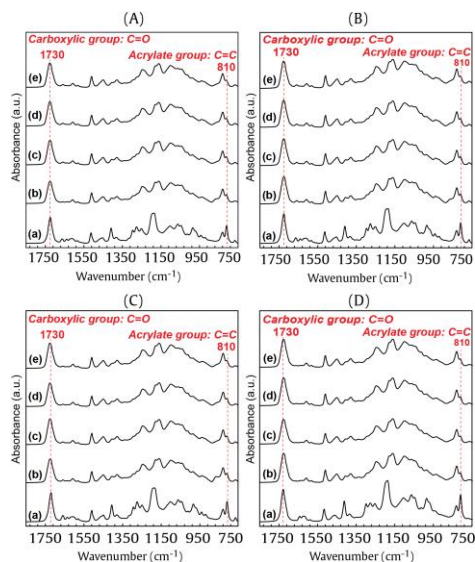 (A)
Carboxylic group: C=O
1730
Acrylate group: C=C
810
(e)
(d)
(c)
(b)
(a)
Absorbance (a.u.)
1750 1550 1350 1150 950 750
Wavenumber (cm⁻¹)
(B)
Carboxylic group: C=O
1730
Acrylate group: C=C
810
(e)
(d)
(c)
(b)
(a)
Absorbance (a.u.)
1750 1550 1350 1150 950 750
Wavenumber (cm⁻¹)
(C)
Carboxylic group: C=O
1730
Acrylate group: C=C
810
(e)
(d)
(c)
(b)
(a)
Absorbance (a.u.)
1750 1550 1350 1150 950 750
Wavenumber (cm⁻¹)
(D)
Carboxylic group: C=O
1730
Acrylate group: C=C
810
(e)
(d)
(c)
(b)
(a)
Absorbance (a.u.)
1750 1550 1350 1150 950 750
Wavenumber (cm⁻¹)